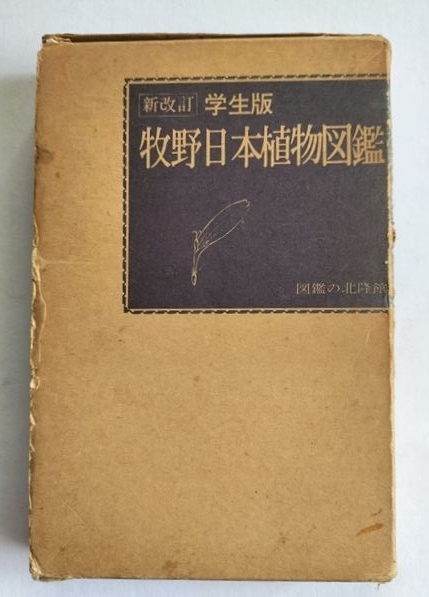 新改訂 学生版
牧野日本植物図鑑
図鑑の北隆館